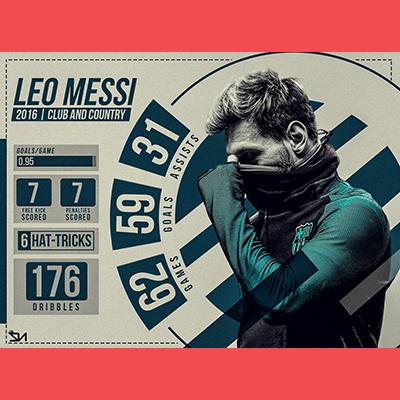 LEO MESSI
2016 | CLUB AND COUNTRY
GOALS/GAME
0.95
7
FREE KICK
SCORED
7
PENALTIES
SCORED
6 HAT-TRICKS
176
DRIBBLES
31
ASSISTS
59
GOALS
62
GAMES